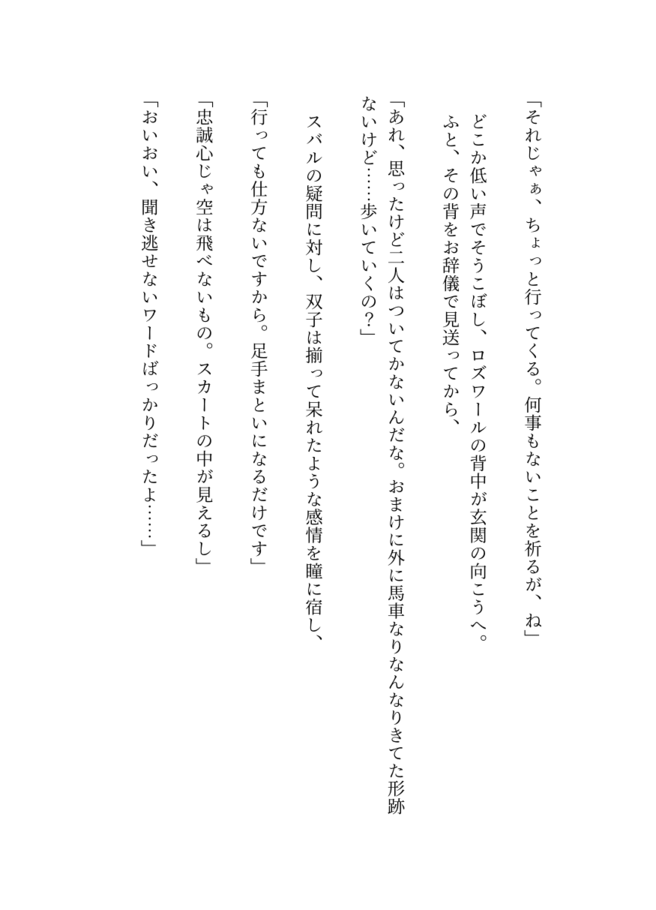 「それじゃぁ、ちょっと行ってくる。何事もないことを祈るが、ね」
どこか低い声でそうこぼし、ロズワールの背中が玄関の向こうへ。
ふと、その背をお辞儀で見送ってから、
「あれ、思ったけど二人はついてかないんだな。おまけに外に馬車なりなんなりきてた形跡
ないけど……歩いていくの？」
スバルの疑問に対し、双子は揃って呆れたような感情を瞳に宿し、
「行っても仕方ないですから。足手まといになるだけです」
「忠誠心じゃ空は飛べないもの。スカートの中が見えるし」
「おいおい、聞き逃せないワードばっかりだったよ……」